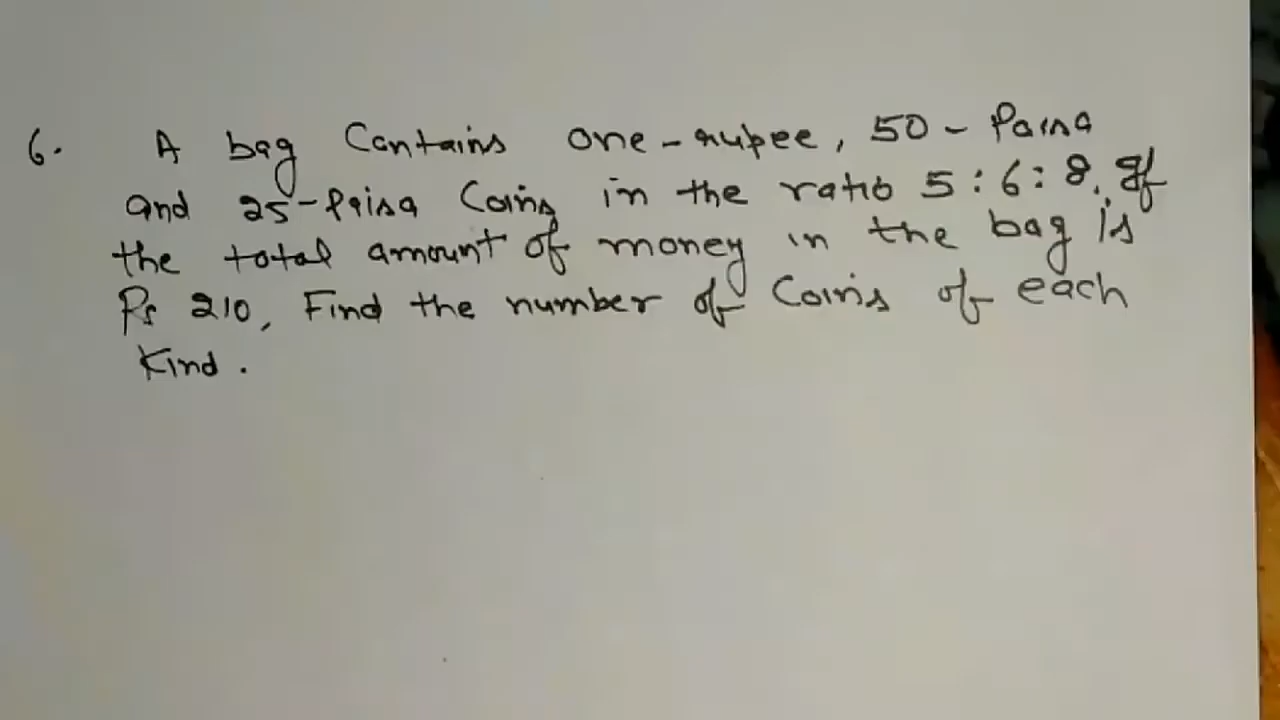 6. A bag Contains one-rupee, 50-Paisa
and 25-Paisa Coins in the ratio 5:6:8. If
the total amount of money in the bag is
Rs 210, Find the number of Coins of each
Kind.